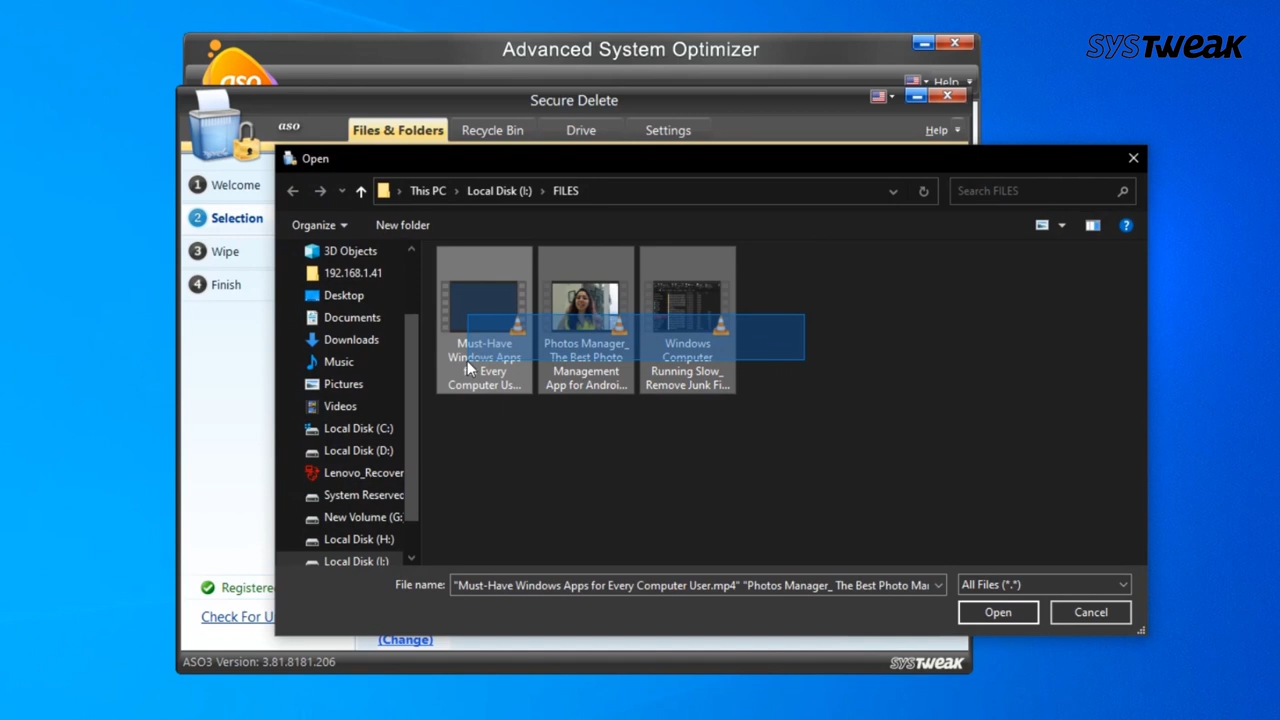 SYSTWEAK
Advanced System Optimizer
aso
Help
Secure Delete
aso
Files & Folders
Recycle Bin
Drive
Settings
Help
1 Welcome
2 Selection
3 Wipe
4 Finish
Open
This PC > Local Disk (I:) > FILES
Search FILES
Organize
New folder
3D Objects
192.168.1.41
Desktop
Documents
Downloads
Music
Pictures
Videos
Local Disk (C:)
Local Disk (D:)
Lenovo_Recover
System Reserved
New Volume (G:
Local Disk (H:)
Local Disk (I:)
Must-Have
Windows Apps
for Every
Computer Us...
Photos Manager_
The Best Photo
Management
App for Androi...
Windows
Computer
Running Slow_
Remove Junk Fi...
File name:
"Must-Have Windows Apps for Every Computer User.mp4" "Photos Manager_ The Best Photo Ma
All Files (*.*)
Open
Cancel
Registere
Check For U
(Change)
ASO3 Version: 3.81.8181.206
SYSTWEAK